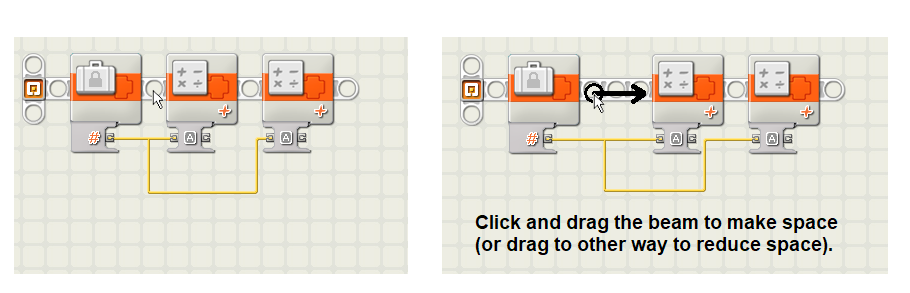 #
A
A
#
A
A
Click and drag the beam to make space
(or drag to other way to reduce space).